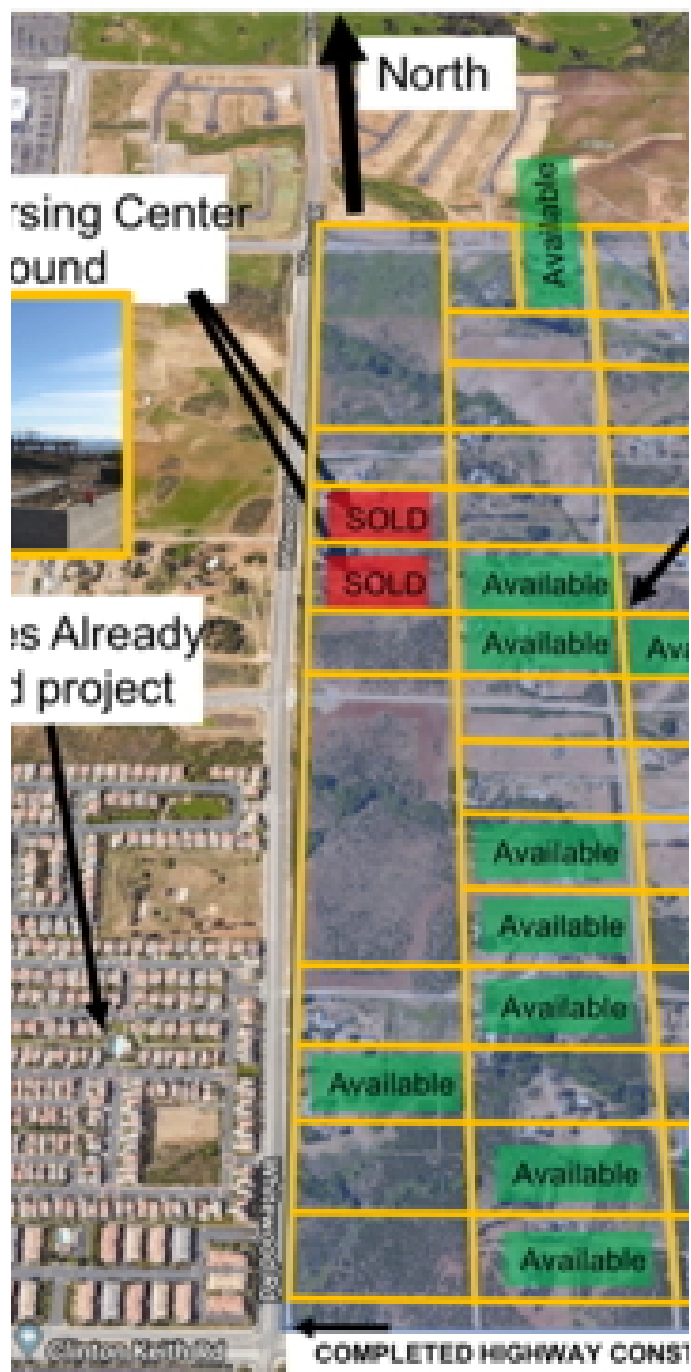 North
Available
rsing Center
ound
SOLD
SOLD
Available
es Already
d project
Available
Ava
Available
Available
Available
Available
Available
Available
Clinton Keith Rd
COMPLETED HIGHWAY CONST